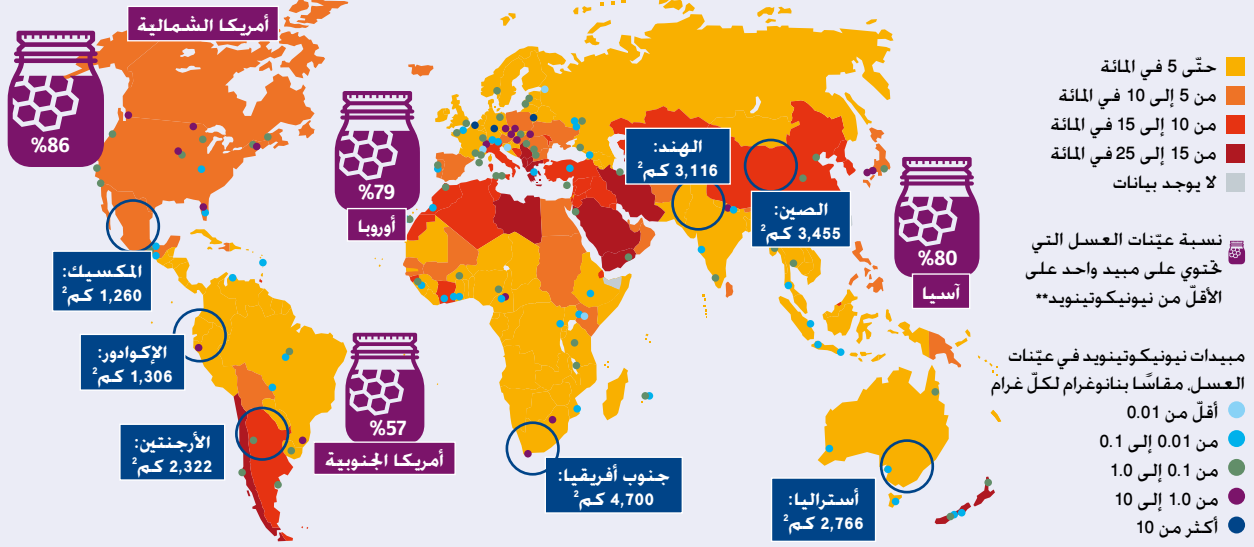 أمريكا الشمالية
%86
%79
أوروبا
الهند:
3,116 كم²
الصين:
3,455 كم²
%80
آسيا
المكسيك:
1,260 كم²
الإكوادور:
1,306 كم²
%57
أمريكا الجنوبية
الأرجنتين:
2,322 كم²
جنوب أفريقيا:
4,700 كم²
أستراليا:
2,766 كم²
حتّى 5 في المائة
من 5 إلى 10 في المائة
من 10 إلى 15 في المائة
من 15 إلى 25 في المائة
لا يوجد بيانات
نسبة عيّنات العسل التي
تحتوي على مبيد واحد على
الأقلّ من نيونيكوتينويد**
مبيدات نيونيكوتينويد في عيّنات
العسل، مقاسًا بنانوغرام لكلّ غرام
أقلّ من 0.01
من 0.01 إلى 0.1
من 0.1 إلى 1.0
من 1.0 إلى 10
أكثر من 10